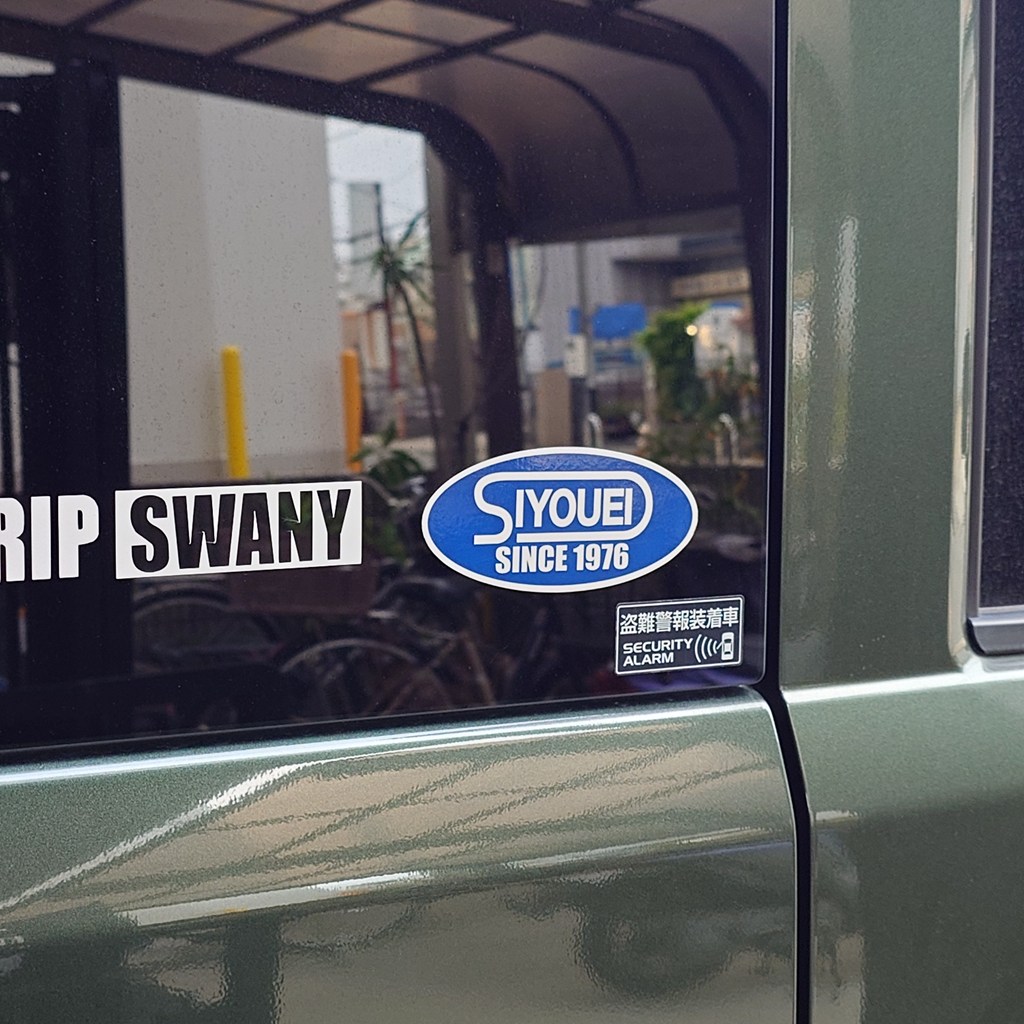 RIP SWANY
SIYOUEI
SINCE 1976
盗難警報装着車
SECURITY
ALARM